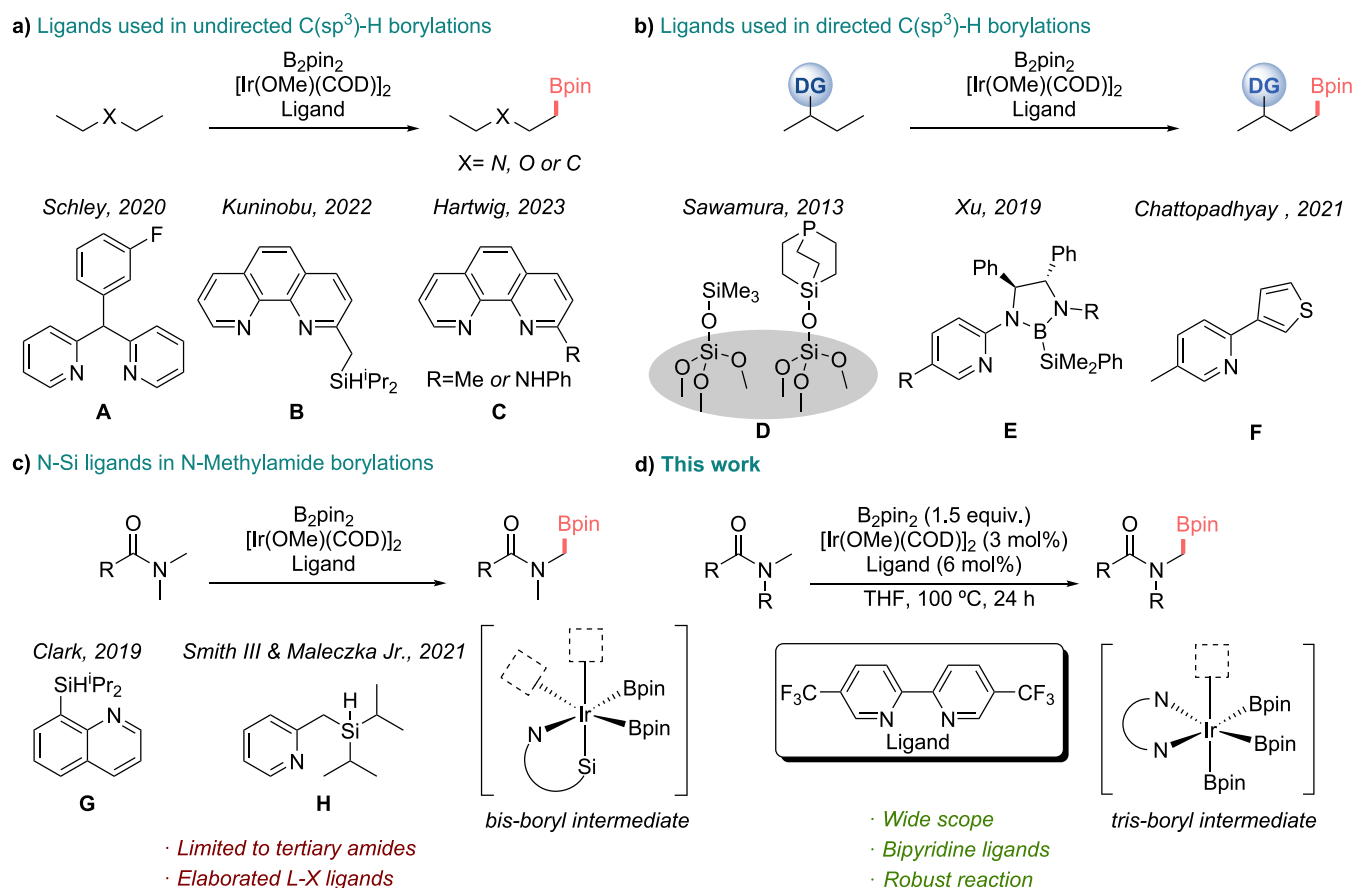 a) Ligands used in undirected C(sp³)-H borylations
B₂pin₂
[Ir(OMe)(COD)]₂
Ligand
X
Bpin
X
X= N, O or C
Schley, 2020
Kuninobu, 2022
Hartwig, 2023
F
N
N
A
N
N
SiHⁱPr₂
B
N
N
R
R=Me or NHPh
C
b) Ligands used in directed C(sp³)-H borylations
DG
B₂pin₂
[Ir(OMe)(COD)]₂
Ligand
DG
Bpin
Sawamura, 2013
Xu, 2019
Chattopadhyay , 2021
P
Si
SiMe₃
O
O
Si
Si
O
O
O
O
O
O
D
Ph
Ph
N
N
R
B
N
SiMe₂Ph
R
E
S
N
Me
F
c) N-Si ligands in N-Methylamide borylations
O
R
N
B₂pin₂
[Ir(OMe)(COD)]₂
Ligand
O
Bpin
R
N
Clark, 2019
Smith III & Maleczka Jr., 2021
SiHⁱPr₂
N
G
H
Si
N
H
Bpin
Ir
Bpin
N
Si
bis-boryl intermediate
· Limited to tertiary amides
· Elaborated L-X ligands
d) This work
O
R
N
R
B₂pin₂ (1.5 equiv.)
[Ir(OMe)(COD)]₂ (3 mol%)
Ligand (6 mol%)
THF, 100 ºC, 24 h
O
Bpin
R
N
R
F₃C
CF₃
N
N
Ligand
N
Bpin
Ir
N
Bpin
Bpin
tris-boryl intermediate
· Wide scope
· Bipyridine ligands
· Robust reaction